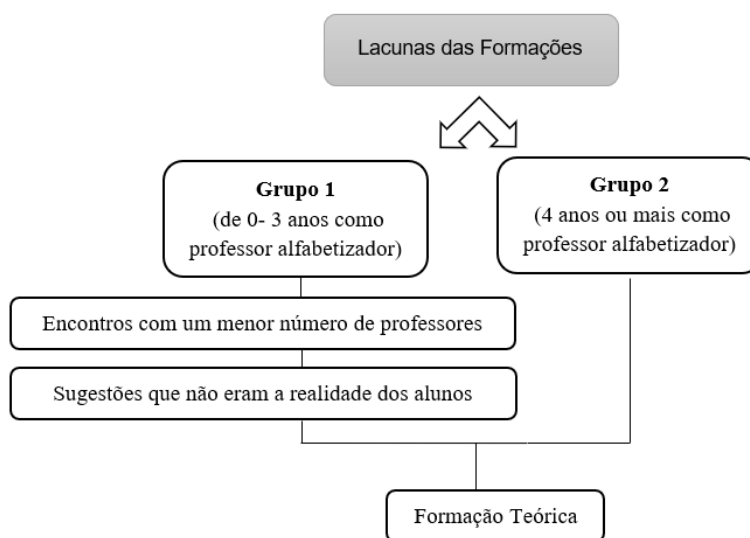 Lacunas das Formações
Grupo 1
(de 0- 3 anos como
professor alfabetizador)
Grupo 2
(4 anos ou mais como
professor alfabetizador)
Encontros com um menor número de professores
Sugestões que não eram a realidade dos alunos
Formação Teórica